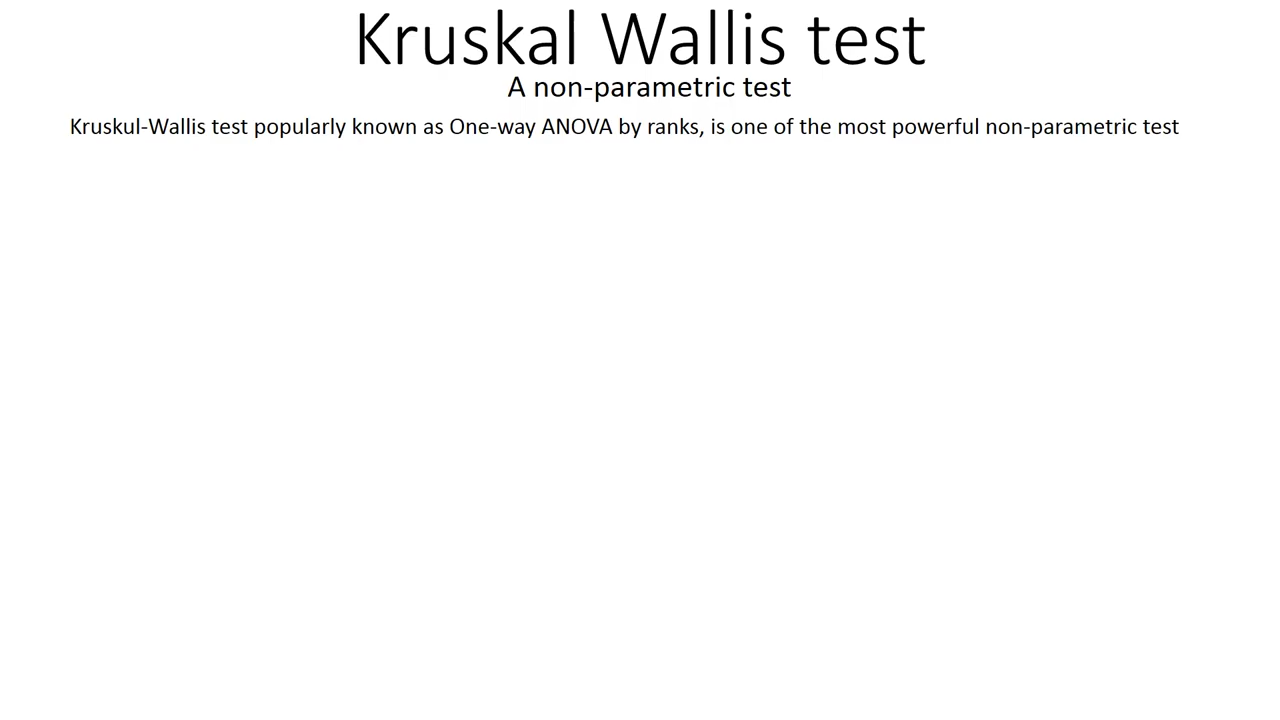 Kruskal Wallis test
A non-parametric test
Kruskul-Wallis test popularly known as One-way ANOVA by ranks, is one of the most powerful non-parametric test